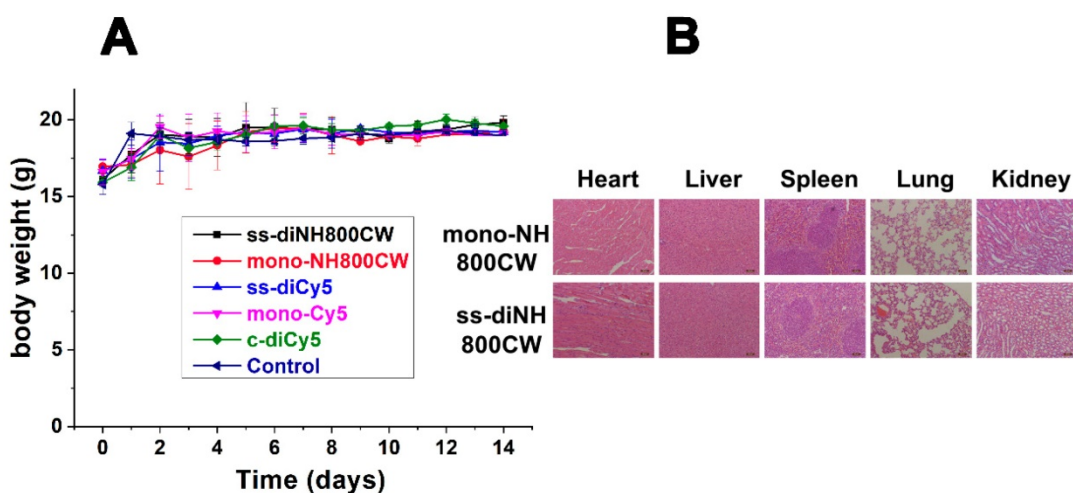 A
B
body weight (g)
20
15
10
5
0
ss-diNH800CW
mono-NH800CW
ss-diCy5
mono-Cy5
c-diCy5
Control
0 2 4 6 8 10 12 14
Time (days)
Heart Liver Spleen Lung Kidney
mono-NH
800CW
ss-diNH
800CW